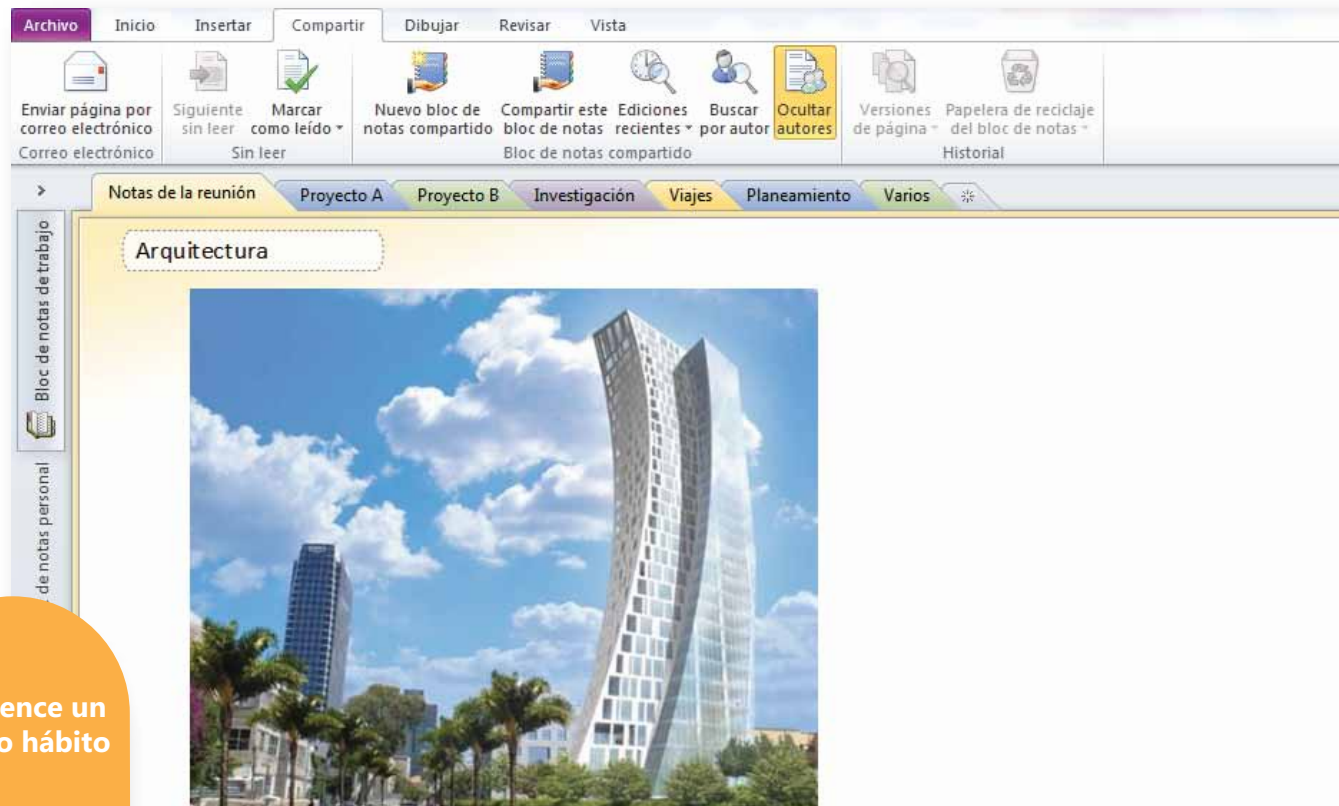 Archivo Inicio Insertar Compartir Dibujar Revisar Vista
Enviar página por
correo electrónico
Siguiente
sin leer
Marcar
como leído
Nuevo bloc de
notas compartido
Compartir este
bloc de notas
Ediciones
recientes
Buscar
por autor
Ocultar
autores
Versiones
de página
Papelera de reciclaje
del bloc de notas
Correo electrónico Sin leer Bloc de notas compartido Historial
Notas de la reunión Proyecto A Proyecto B Investigación Viajes Planeamiento Varios
Bloc de notas de trabajo
de notas personal
Arquitectura
ence un
o hábito